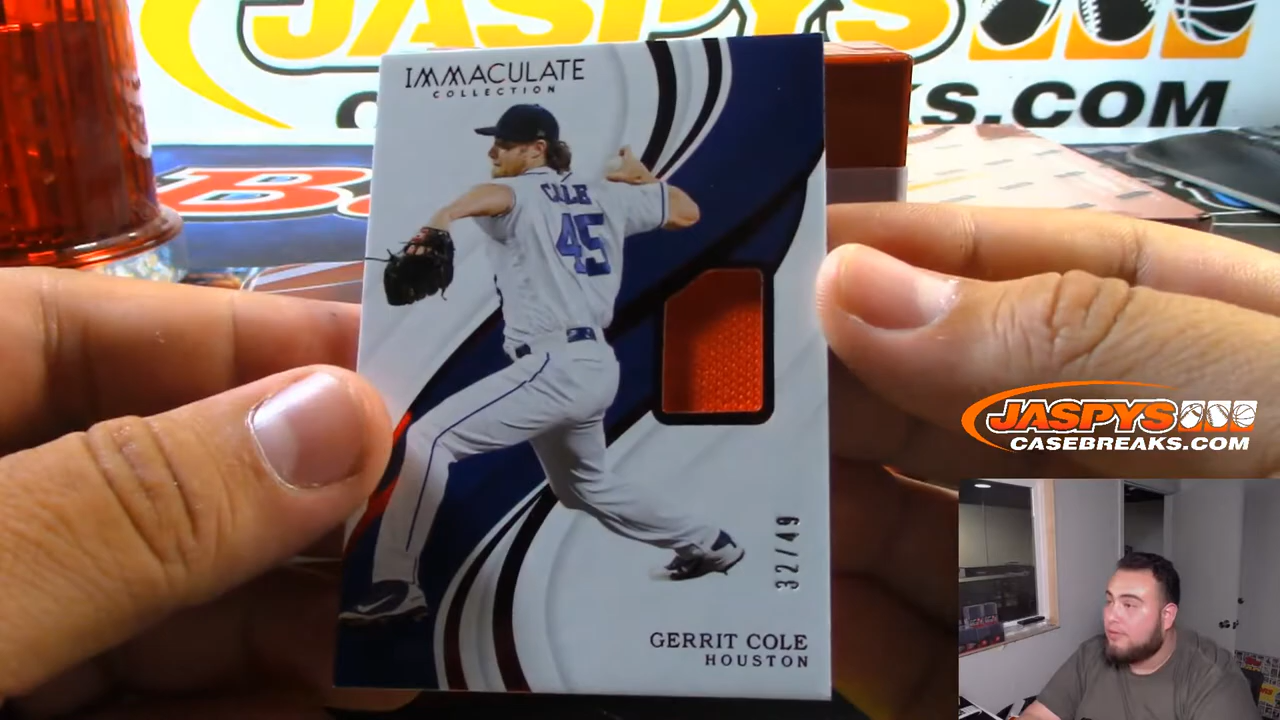 JASPYS
S.COM
B
IMMACULATE
COLLECTION
COLE
45
32/49
GERRIT COLE
HOUSTON
JASPYS
CASEBREAKS.COM